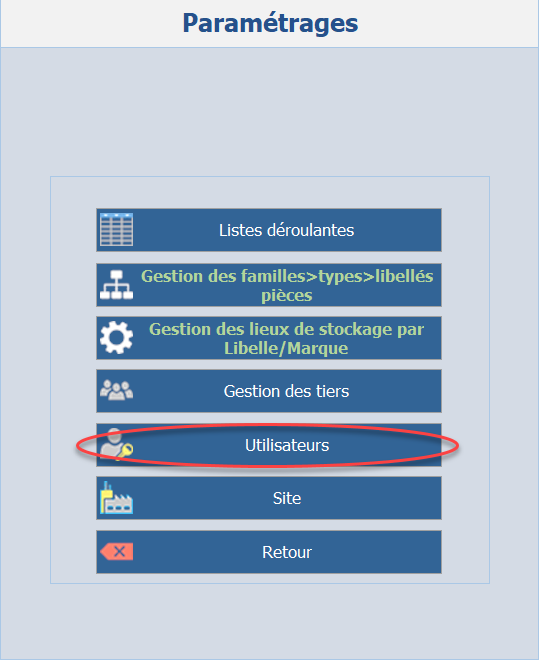 Paramétrages
Listes déroulantes
Gestion des familles>types>libellés
pièces
Gestion des lieux de stockage par
Libelle/Marque
Gestion des tiers
Utilisateurs
Site
Retour